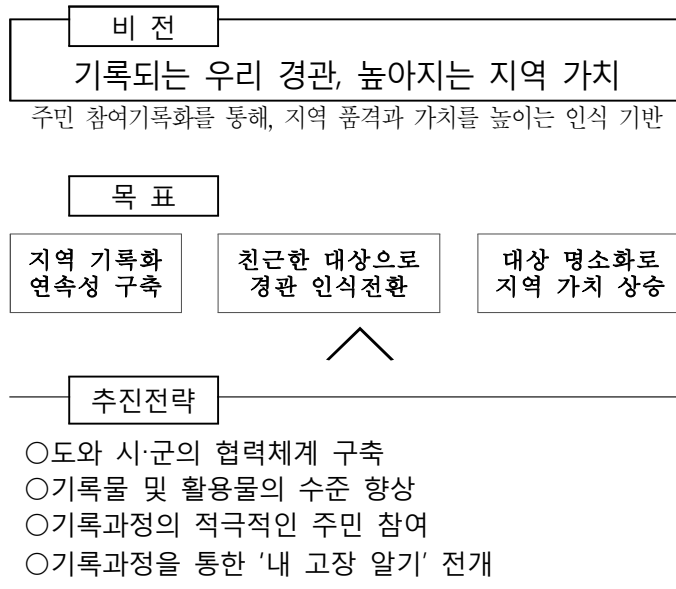 비 전
기록되는 우리 경관, 높아지는 지역 가치
주민 참여기록화를 통해, 지역 품격과 가치를 높이는 인식 기반
목 표
지역 기록화
연속성 구축
친근한 대상으로
경관 인식전환
대상 명소화로
지역 가치 상승
추진전략
○도와 시·군의 협력체계 구축
○기록물 및 활용물의 수준 향상
○기록과정의 적극적인 주민 참여
○기록과정을 통한 '내 고장 알기' 전개